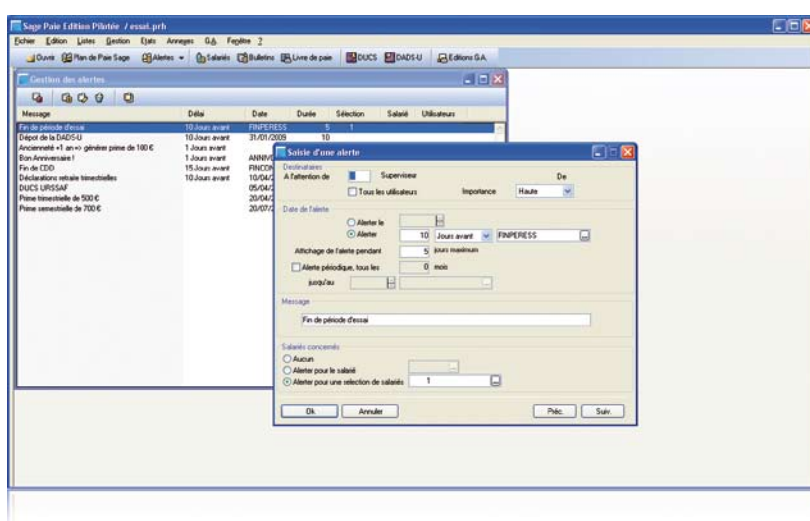 Sage Paie Edition Pilotée / essai.prh
Fichier Edition Listes Gestion Etats Annexes G.A. Fenêtre ?
Ouvrir Plan de Paie Sage Alertes Salariés Bulletins Livre de paie DUCS DADS-U Editions G.A.
Gestion des alertes
Message Délai Date Durée Sélection Salarié Utilisateurs
Fin de période d'essai 10 Jours avant FINPERESS 5 1
Dépot de la DADS-U 10 Jours avant 31/01/2009 10
Ancienneté +1 an => générer prime de 100 € 1 Jours avant
Bon Anniversaire ! 1 Jours avant
Fin de CDD 15 Jours avant
Déclarations retraite trimestrielles 10 Jours avant
DUCS URSSAF
Prime trimestrielle de 500 €
Prime semestrielle de 700 €
Saisie d'une alerte
Destinataires
A l'attention de Superviseur De
Tous les utilisateurs Importance Haute
Date de l'alerte
Alerter le
Alerter 10 Jours avant FINPERESS
Affichage de l'alerte pendant 5 jours maximum
Alerte périodique, tous les 0 mois
jusqu'au
Message
Fin de période d'essai
Salariés concernés
Aucun
Alerter pour le salarié
Alerter pour une selection de salariés 1
Ok Annuler Préc. Suiv.